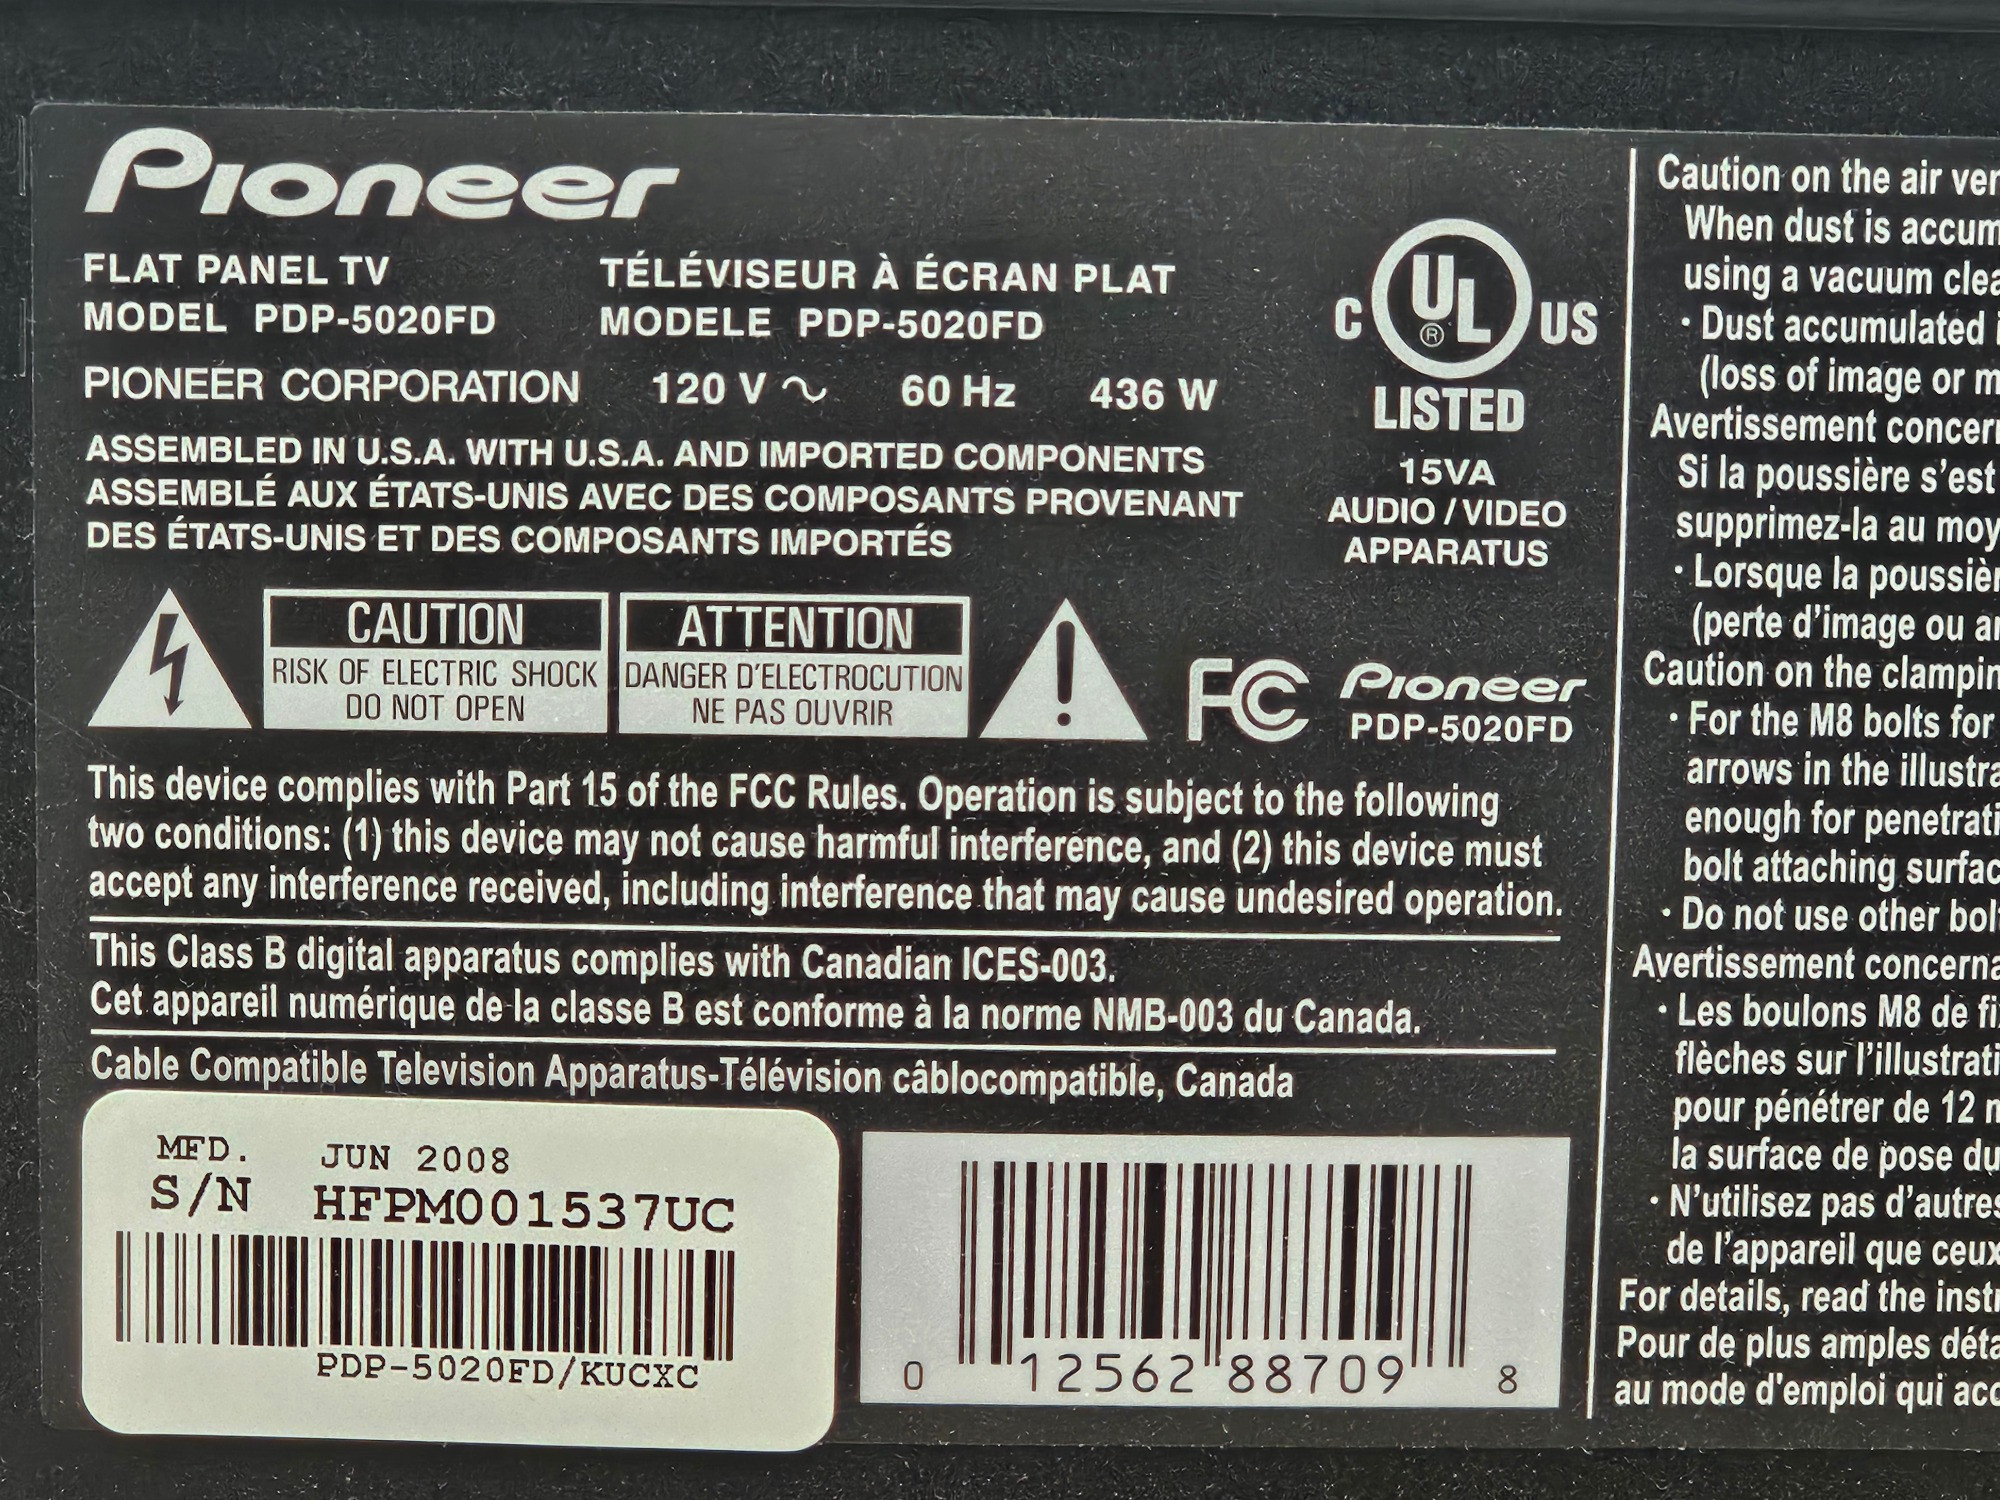 Pioneer
FLAT PANEL TV
MODEL PDP-5020FD
TÉLÉVISEUR À ÉCRAN PLAT
MODELE PDP-5020FD
PIONEER CORPORATION 120 V ~ 60 Hz 436 W
ASSEMBLED IN U.S.A. WITH U.S.A. AND IMPORTED COMPONENTS
ASSEMBLÉ AUX ÉTATS-UNIS AVEC DES COMPOSANTS PROVENANT
DES ÉTATS-UNIS ET DES COMPOSANTS IMPORTÉS
C UL ® US
LISTED
15VA
AUDIO / VIDEO
APPARATUS
CAUTION
RISK OF ELECTRIC SHOCK
DO NOT OPEN
ATTENTION
DANGER D'ELECTROCUTION
NE PAS OUVRIR
!
FC Pioneer
PDP-5020FD
This device complies with Part 15 of the FCC Rules. Operation is subject to the following
two conditions: (1) this device may not cause harmful interference, and (2) this device must
accept any interference received, including interference that may cause undesired operation.
This Class B digital apparatus complies with Canadian ICES-003.
Cet appareil numérique de la classe B est conforme à la norme NMB-003 du Canada.
Cable Compatible Television Apparatus-Télévision câblocompatible, Canada
MFD. JUN 2008
S/N HFPM001537UC
PDP-5020FD/KUCXC
0 12562 88709 8
Caution on the air
When dust is
using a vacuum
· Dust accumulated
(loss of image or
Avertissement
Si la poussière s'est
supprimez-la au
· Lorsque la
(perte d'image ou
Caution on the
· For the M8 bolts for
arrows in the
enough for
bolt attaching
· Do not use other
Avertissement
· Les boulons M8 de
flèches sur
pour pénétrer de 12
la surface de pose du
· N'utilisez pas
de l'appareil que ceux
For details, read the
Pour de plus amples
au mode d'emploi qui